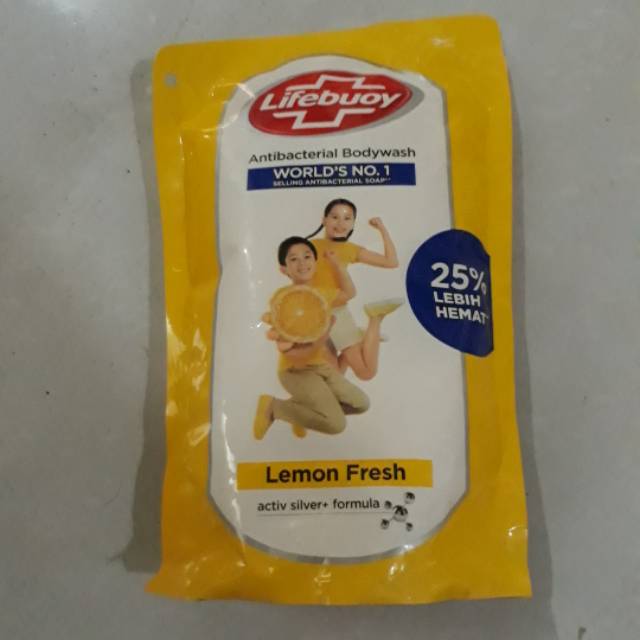 Lifebuoy
Antibacterial Bodywash
WORLD'S NO. 1
SELLING ANTIBACTERIAL SOAP**
25%
LEBIH
HEMAT*
Lemon Fresh
activ silver+ formula